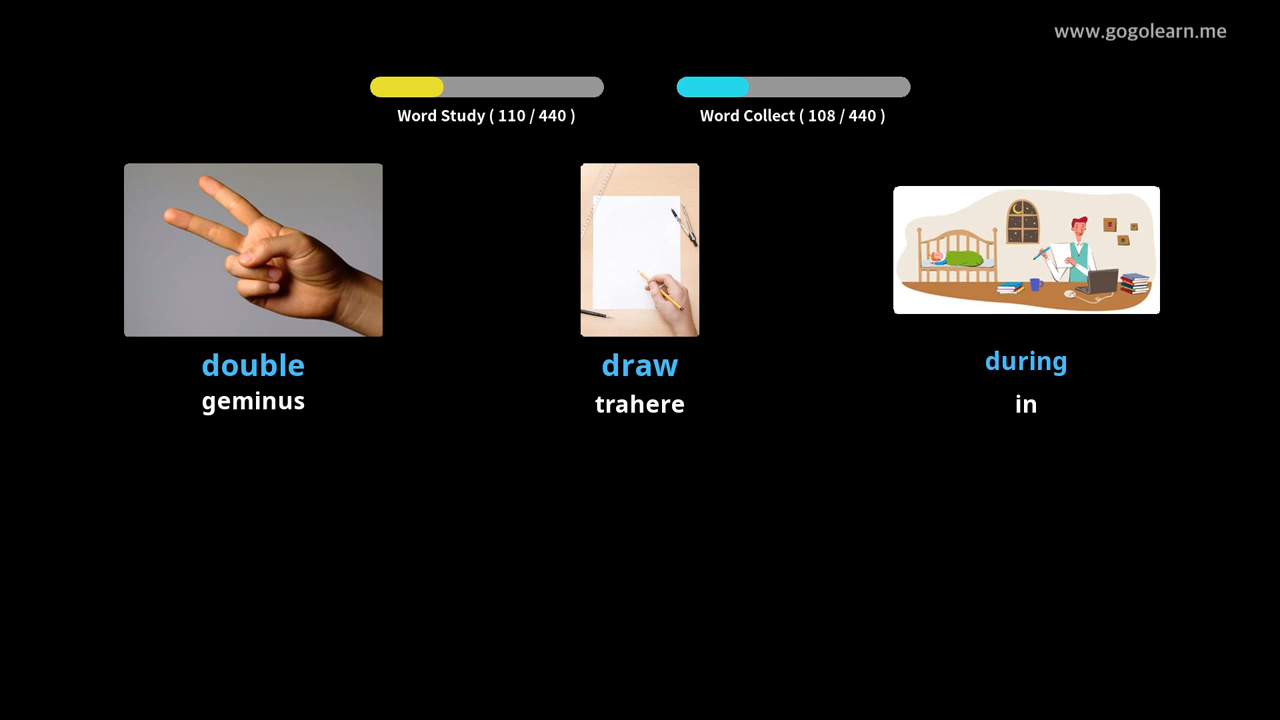 www.gogolearn.me
Word Study ( 110 / 440 )
Word Collect ( 108 / 440 )
double
geminus
draw
trahere
during
in